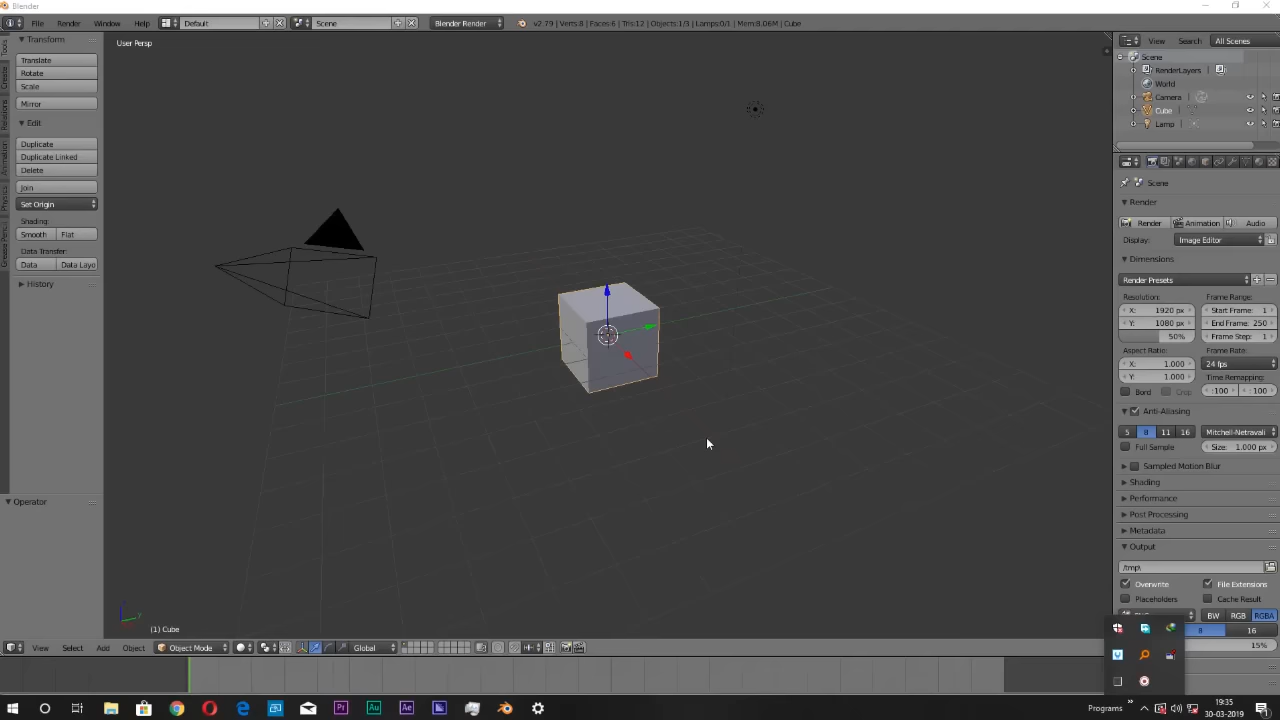 Blender
File Render Window Help Default Scene Blender Render v2.79 | Verts:8 | Faces:6 | Tris:12 | Objects:1/3 | Lamps:0/1 | Mem:8.06M | Cube
View Search All Scenes
Tools
Create
Relations
Animation
Physics
Grease Pencil
Transform
Translate
Rotate
Scale
Mirror
Edit
Duplicate
Duplicate Linked
Delete
Join
Set Origin
Shading:
Smooth Flat
Data Transfer:
Data Data Layo
History
Operator
User Persp
(1) Cube
Scene
RenderLayers
World
Camera
Cube
Lamp
Scene
Render
Render Animation Audio
Display: Image Editor
Dimensions
Render Presets
Resolution: Frame Range:
X: 1920 px Start Frame: 1
Y: 1080 px End Frame: 250
50% Frame Step: 1
Aspect Ratio: Frame Rate:
X: 1.000 24 fps
Y: 1.000 Time Remapping:
Bord Crop :100 :100
Anti-Aliasing
5 8 11 16 Mitchell-Netravali
Full Sample Size: 1.000 px
Sampled Motion Blur
Shading
Performance
Post Processing
Metadata
Output
/tmp\
Overwrite File Extensions
Placeholders Cache Result
BW RGB RGBA
8 16
15%
View Select Add Object Object Mode Global
Programs
19:35
30-03-2019